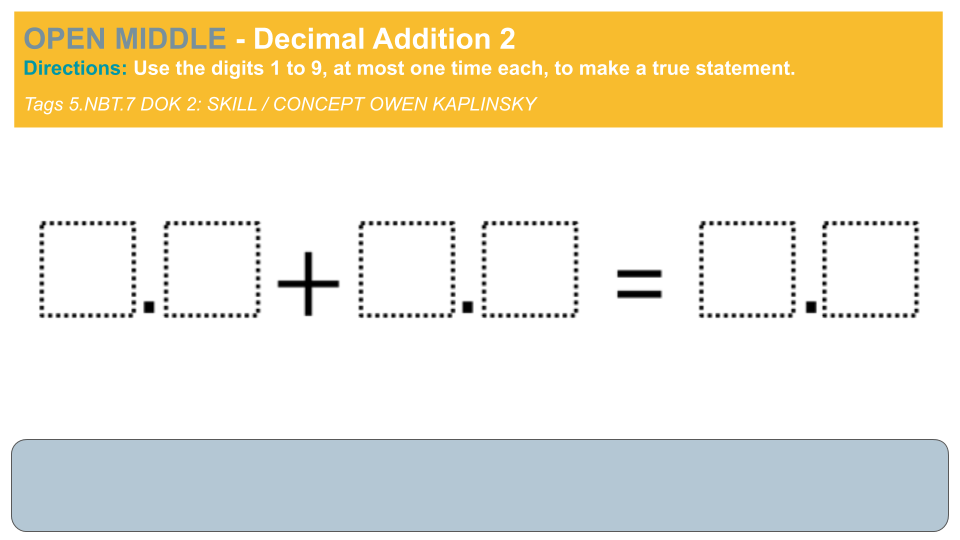 OPEN MIDDLE - Decimal Addition 2
Directions: Use the digits 1 to 9, at most one time each, to make a true statement.
Tags 5.NBT.7 DOK 2: SKILL / CONCEPT OWEN KAPLINSKY
. + . = .